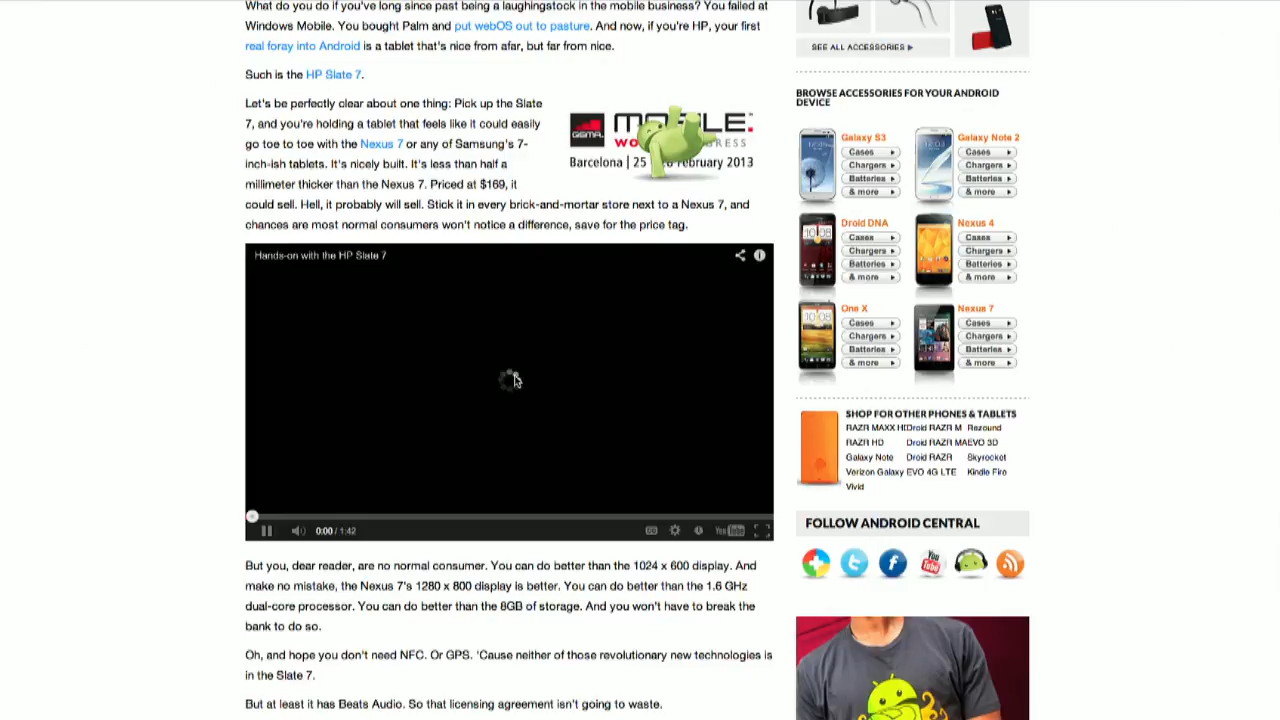 What do you do if you've long since past being a laughingstock in the mobile business? You failed at
Windows Mobile. You bought Palm and put webOS out to pasture. And now, if you're HP, your first
real foray into Android is a tablet that's nice from afar, but far from nice.
Such is the HP Slate 7.
Let's be perfectly clear about one thing: Pick up the Slate
7, and you're holding a tablet that feels like it could easily
go toe to toe with the Nexus 7 or any of Samsung's 7-
inch-ish tablets. It's nicely built. It's less than half a
millimeter thicker than the Nexus 7. Priced at $169, it
could sell. Hell, it probably will sell. Stick it in every brick-and-mortar store next to a Nexus 7, and
chances are most normal consumers won't notice a difference, save for the price tag.
GSMA
Barcelona | 25
February 2013
Hands-on with the HP Slate 7
0:00 / 1:42
YouTube
But you, dear reader, are no normal consumer. You can do better than the 1024 x 600 display. And
make no mistake, the Nexus 7's 1280 x 800 display is better. You can do better than the 1.6 GHz
dual-core processor. You can do better than the 8GB of storage. And you won't have to break the
bank to do so.
Oh, and hope you don't need NFC. Or GPS. 'Cause neither of those revolutionary new technologies is
in the Slate 7.
But at least it has Beats Audio. So that licensing agreement isn't going to waste.
SEE ALL ACCESSORIES
BROWSE ACCESSORIES FOR YOUR ANDROID
DEVICE
Galaxy S3
Cases
Chargers
Batteries
& more
Galaxy Note 2
Cases
Chargers
Batteries
& more
Droid DNA
Cases
Chargers
Batteries
& more
Nexus 4
Cases
Chargers
Batteries
& more
One X
Cases
Chargers
Batteries
& more
Nexus 7
Cases
Chargers
Batteries
& more
SHOP FOR OTHER PHONES & TABLETS
RAZR MAXX HD Droid RAZR M Rezound
RAZR HD Droid RAZR MA EVO 3D
Galaxy Note Droid RAZR Skyrocket
Verizon Galaxy EVO 4G LTE Kindle Fire
Vivid
FOLLOW ANDROID CENTRAL
You Tube